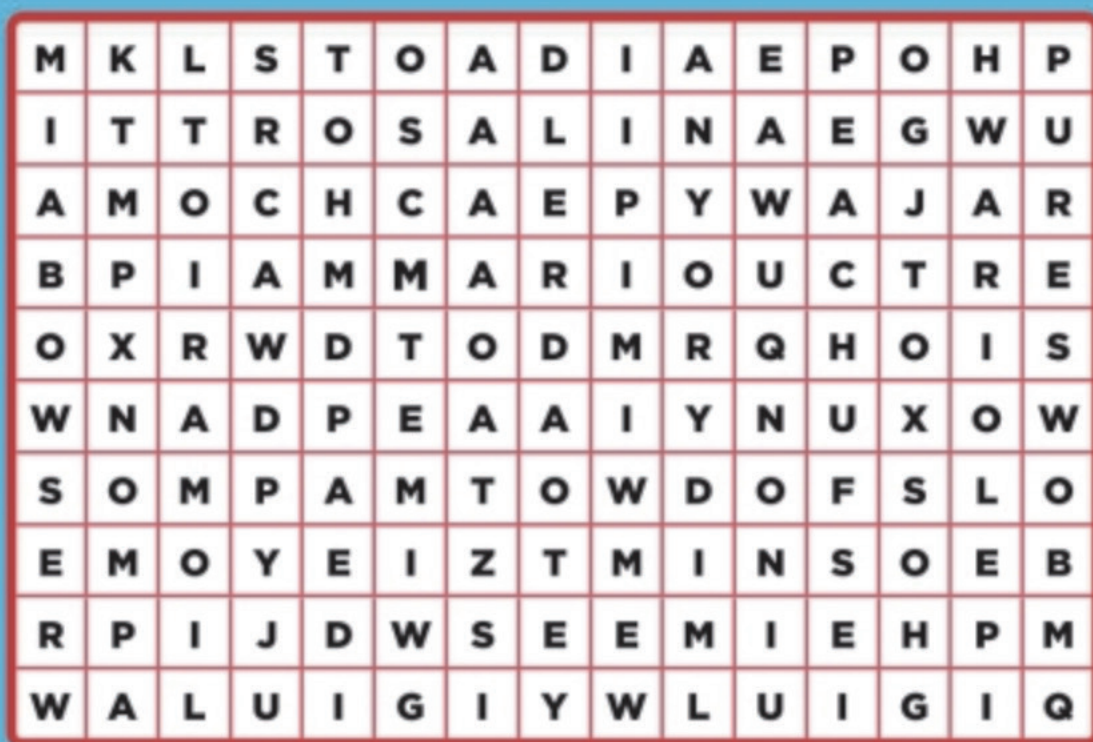 M K L S T O A D I A E P O H P
I T T R O S A L I N A E G W U
A M O C H C A E P Y W A J A R
B P I A M M A R I O U C T R E
O X R W D T O D M R Q H O I S
W N A D P E A A I Y N U X O W
S O M P A M T O W D O F S L O
E M O Y E I Z T M I N S O E B
R P I J D W S E E M I E H P M
W A L U I G I Y W L U I G I Q